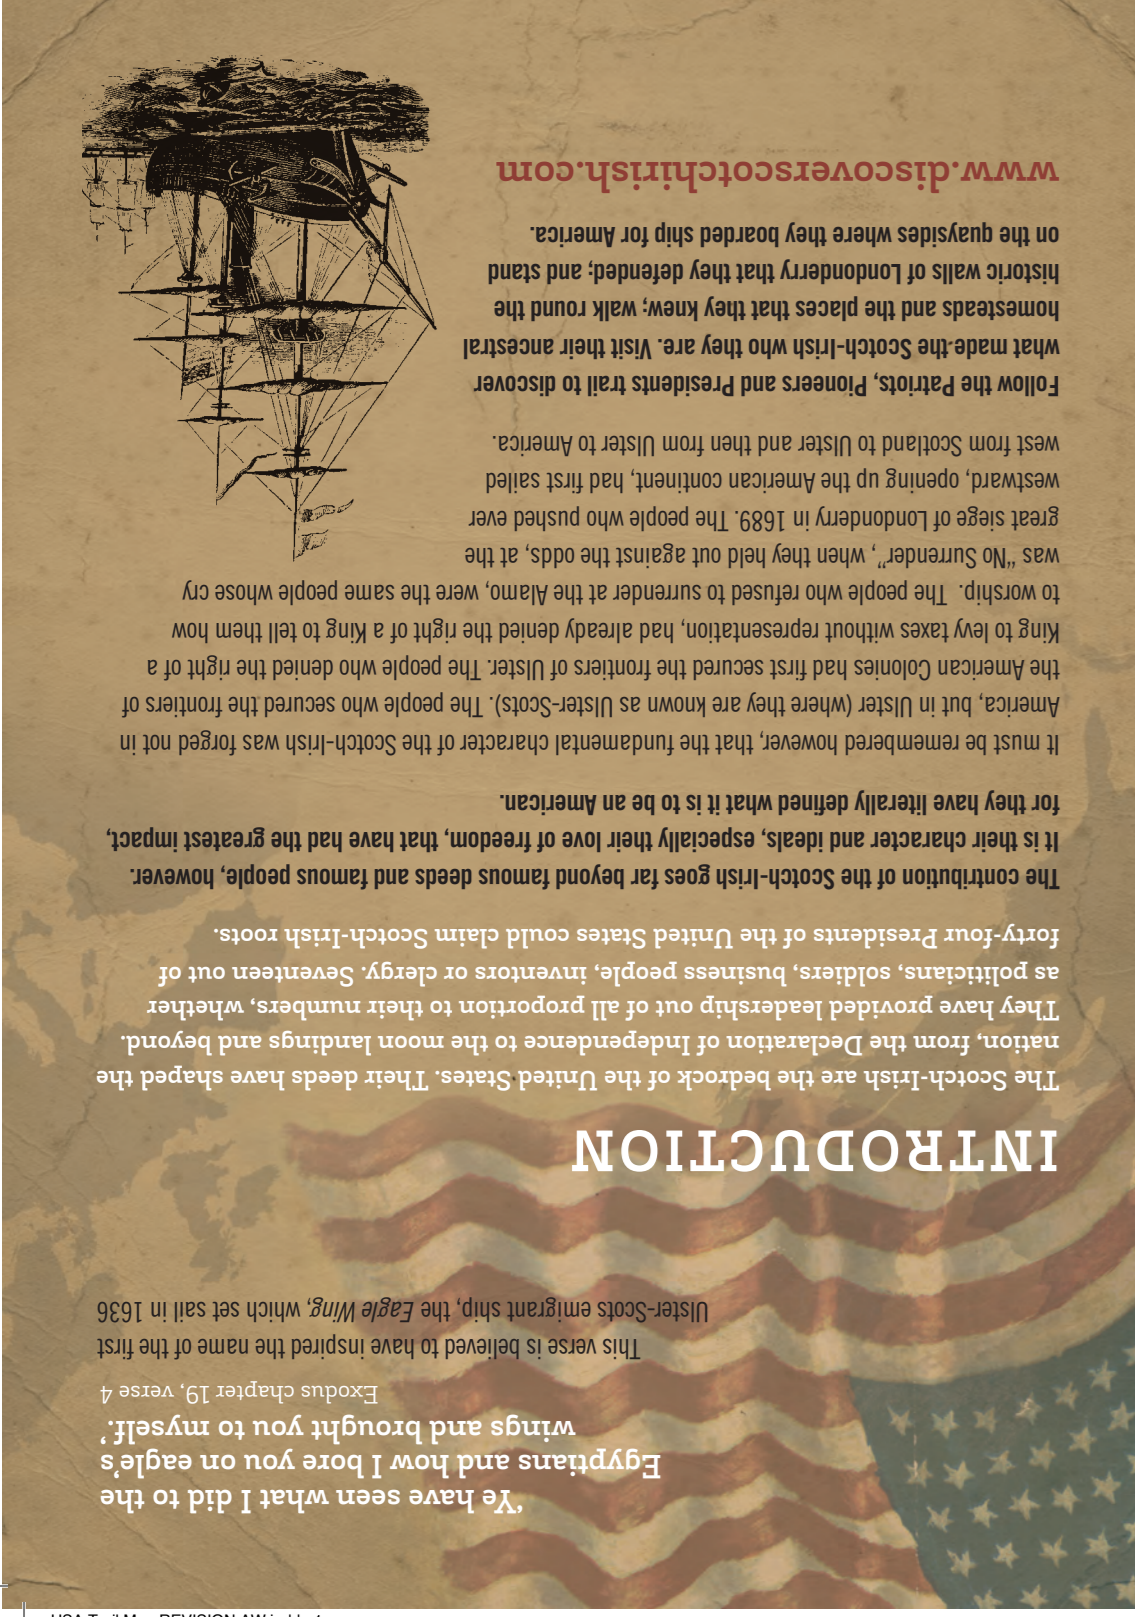 'Ye have seen what I did to the
Egyptians and how I bore you on eagle's
wings and brought you to myself.'
Exodus chapter 19, verse 4
This verse is believed to have inspired the name of the first
Ulster-Scots emigrant ship, the Eagle Wing, which set sail in 1636
INTRODUCTION
The Scotch-Irish are the bedrock of the United States. Their deeds have shaped the
nation, from the Declaration of Independence to the moon landings and beyond.
They have provided leadership out of all proportion to their numbers, whether
as politicians, soldiers, business people, inventors or clergy. Seventeen out of
forty-four Presidents of the United States could claim Scotch-Irish roots.
The contribution of the Scotch-Irish goes far beyond famous deeds and famous people, however.
It is their character and ideals, especially their love of freedom, that have had the greatest impact,
for they have literally defined what it is to be an American.
It must be remembered however, that the fundamental character of the Scotch-Irish was forged not in
America, but in Ulster (where they are known as Ulster-Scots). The people who secured the frontiers of
the American Colonies had first secured the frontiers of Ulster. The people who denied the right of a
King to levy taxes without representation, had already denied the right of a King to tell them how
to worship. The people who refused to surrender at the Alamo, were the same people whose cry
was "No Surrender", when they held out against the odds, at the
great siege of Londonderry in 1689. The people who pushed ever
westward, opening up the American continent, had first sailed
west from Scotland to Ulster and then from Ulster to America.
Follow the Patriots, Pioneers and Presidents trail to discover
what made the Scotch-Irish who they are. Visit their ancestral
homesteads and the places that they knew; walk round the
historic walls of Londonderry that they defended; and stand
on the quaysides where they boarded ship for America.
www.discoverscotchirish.com